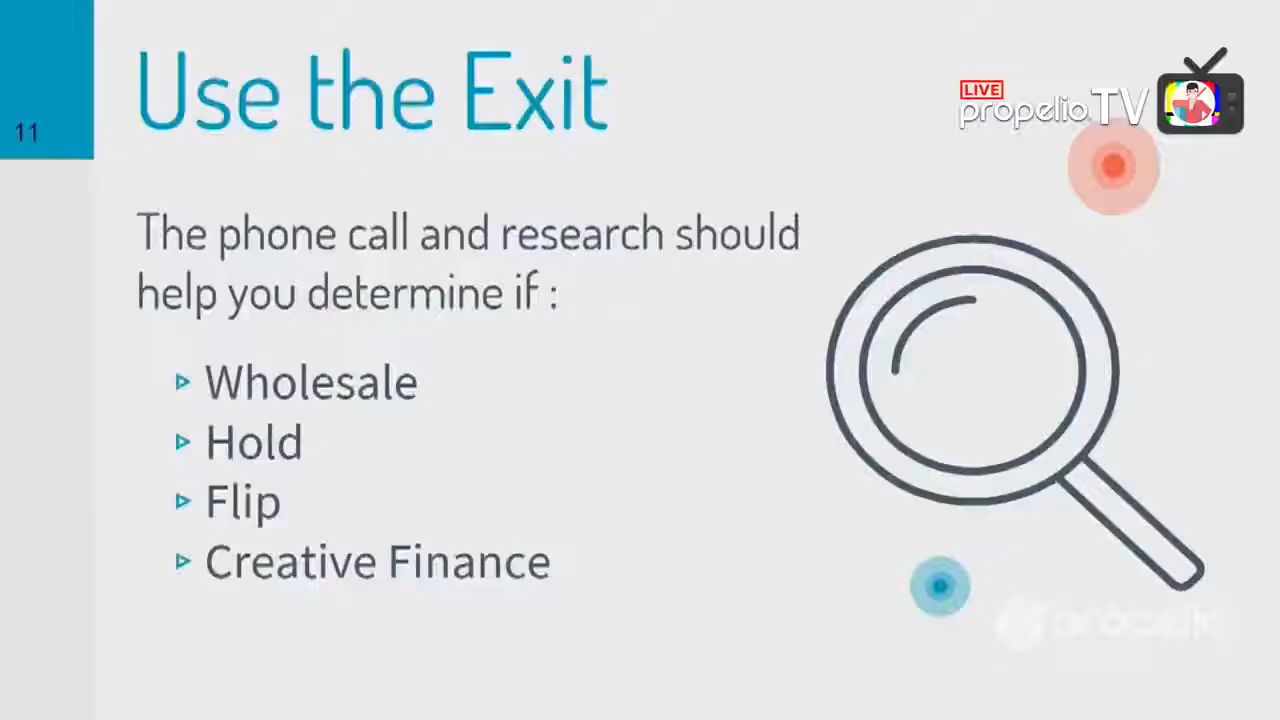 Use the Exit
LIVE
propelioTV
11
The phone call and research should
help you determine if :
Wholesale
Hold
Flip
Creative Finance